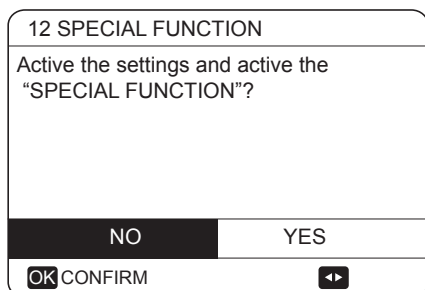 12 SPECIAL FUNCTION
Active the settings and active the
“SPECIAL FUNCTION”?
NO YES
OK CONFIRM